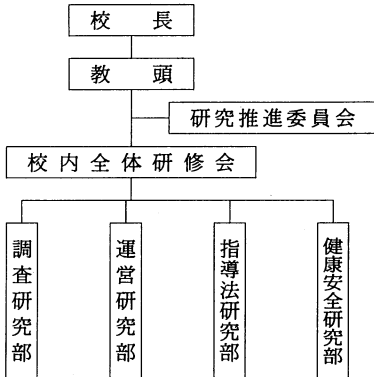 校長
教頭
研究推進委員会
校内全体研修会
調査研究部
運営研究部
指導法研究部
健康安全研究部